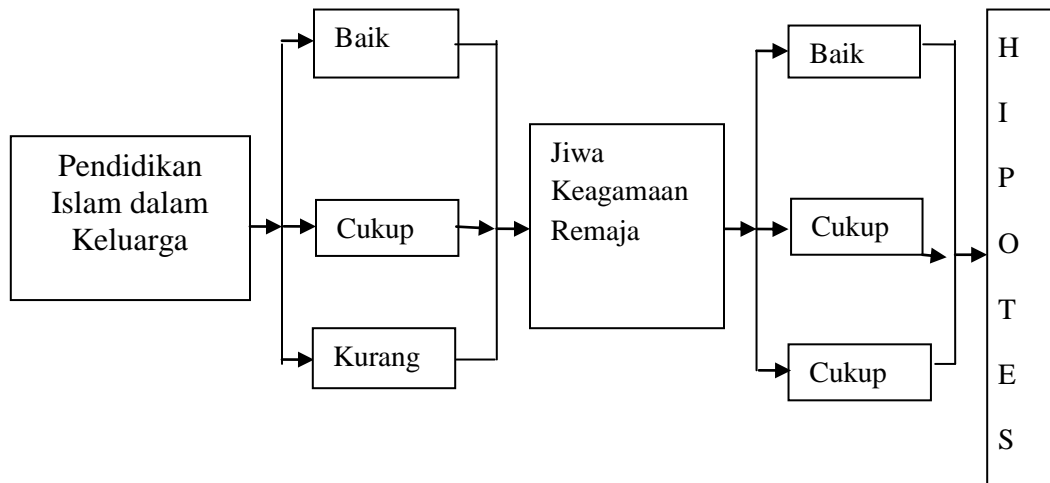 Pendidikan
Islam dalam
Keluarga
Baik
Cukup
Kurang
Jiwa
Keagamaan
Remaja
Baik
Cukup
Cukup
H
I
P
O
T
E
S